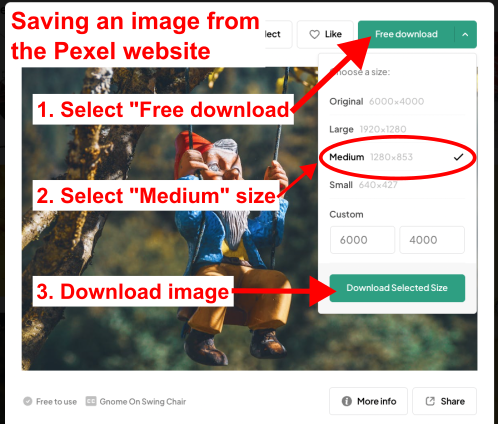 Saving an image from
the Pexel website
lect
Like
Free download
Choose a size:
1. Select "Free download
Original 6000×4000
Large 1920×1280
Medium 1280×853
2. Select "Medium" size
Small 640×427
Custom
6000 4000
3. Download image
Download Selected Size
Free to use
CC Gnome On Swing Chair
More info
Share